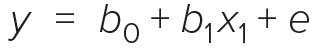 y = b₀ + b₁x₁ + e